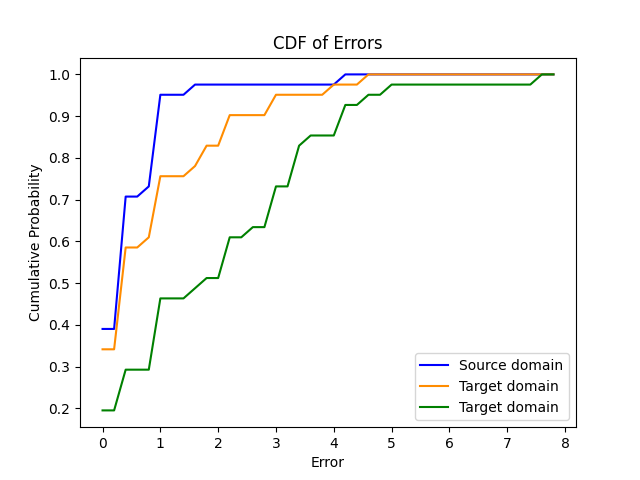 CDF of Errors
Cumulative Probability
1.0
0.9
0.8
0.7
0.6
0.5
0.4
0.3
0.2
0 1 2 3 4 5 6 7 8
Error
Source domain
Target domain
Target domain